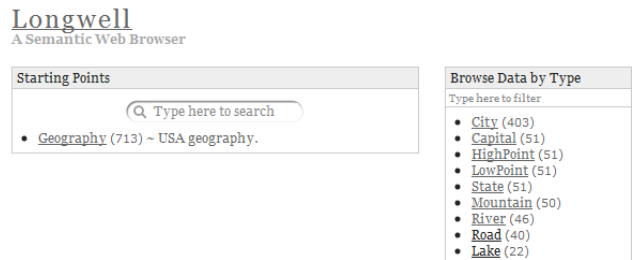 Longwell
A Semantic Web Browser
Starting Points
Type here to search
Geography (713) ~ USA geography.
Browse Data by Type
Type here to filter
City (403)
Capital (51)
HighPoint (51)
LowPoint (51)
State (51)
Mountain (50)
River (46)
Road (40)
Lake (22)